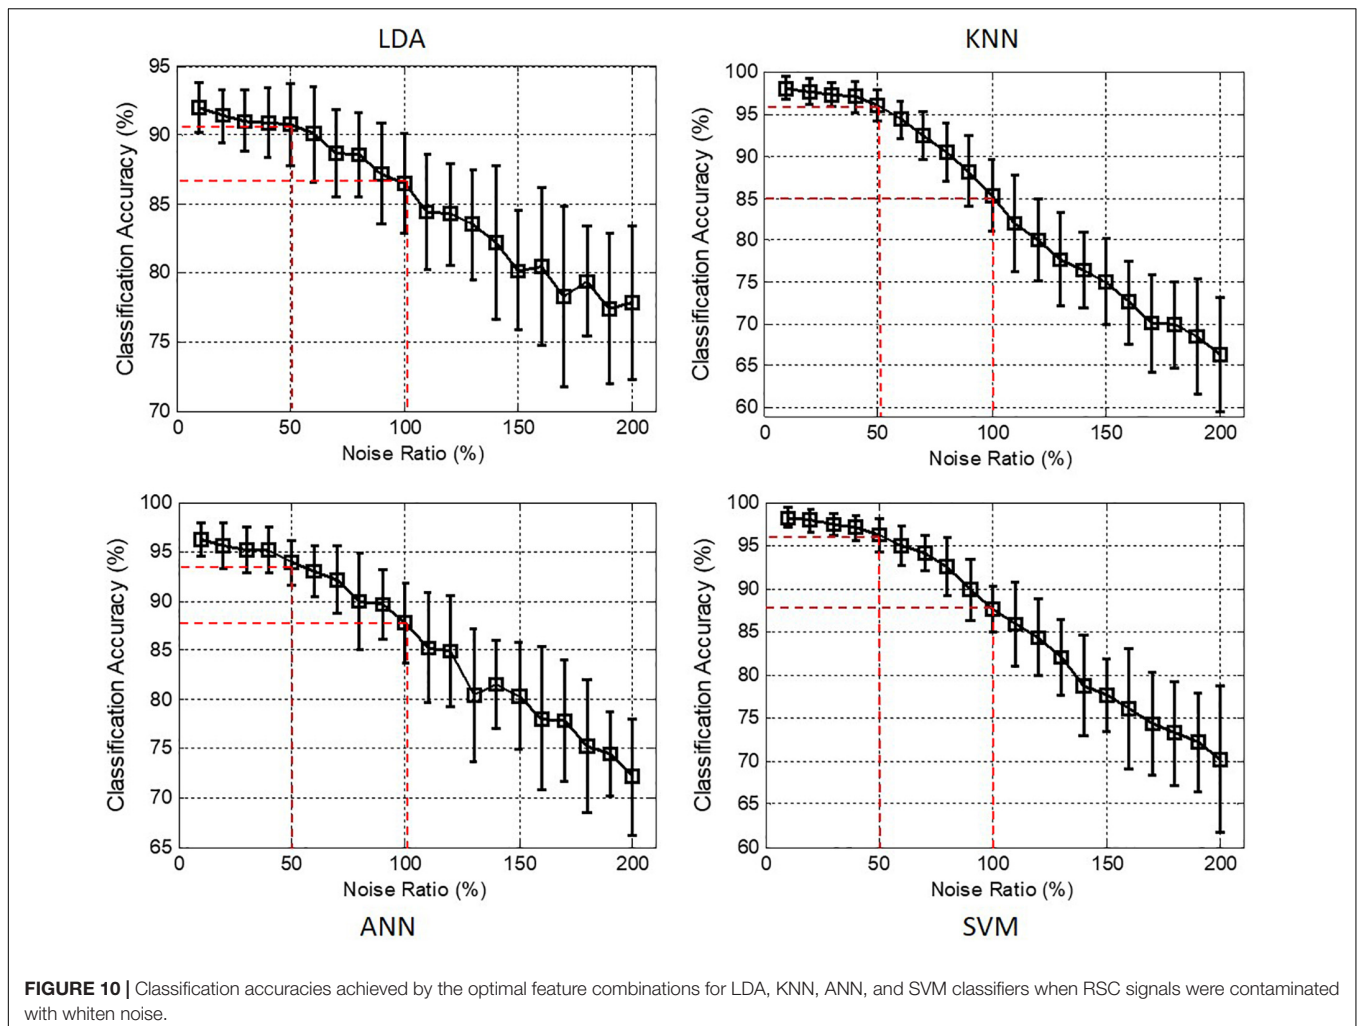 LDA
95
90
85
80
75
70
Classification Accuracy (%)
0 50 100 150 200
Noise Ratio (%)
KNN
100
95
90
85
80
75
70
65
60
Classification Accuracy (%)
0 50 100 150 200
Noise Ratio (%)
100
95
90
85
80
75
70
65
Classification Accuracy (%)
0 50 100 150 200
Noise Ratio (%)
ANN
100
95
90
85
80
75
70
65
60
Classification Accuracy (%)
0 50 100 150 200
Noise Ratio (%)
SVM
FIGURE 10 | Classification accuracies achieved by the optimal feature combinations for LDA, KNN, ANN, and SVM classifiers when RSC signals were contaminated
with whiten noise.